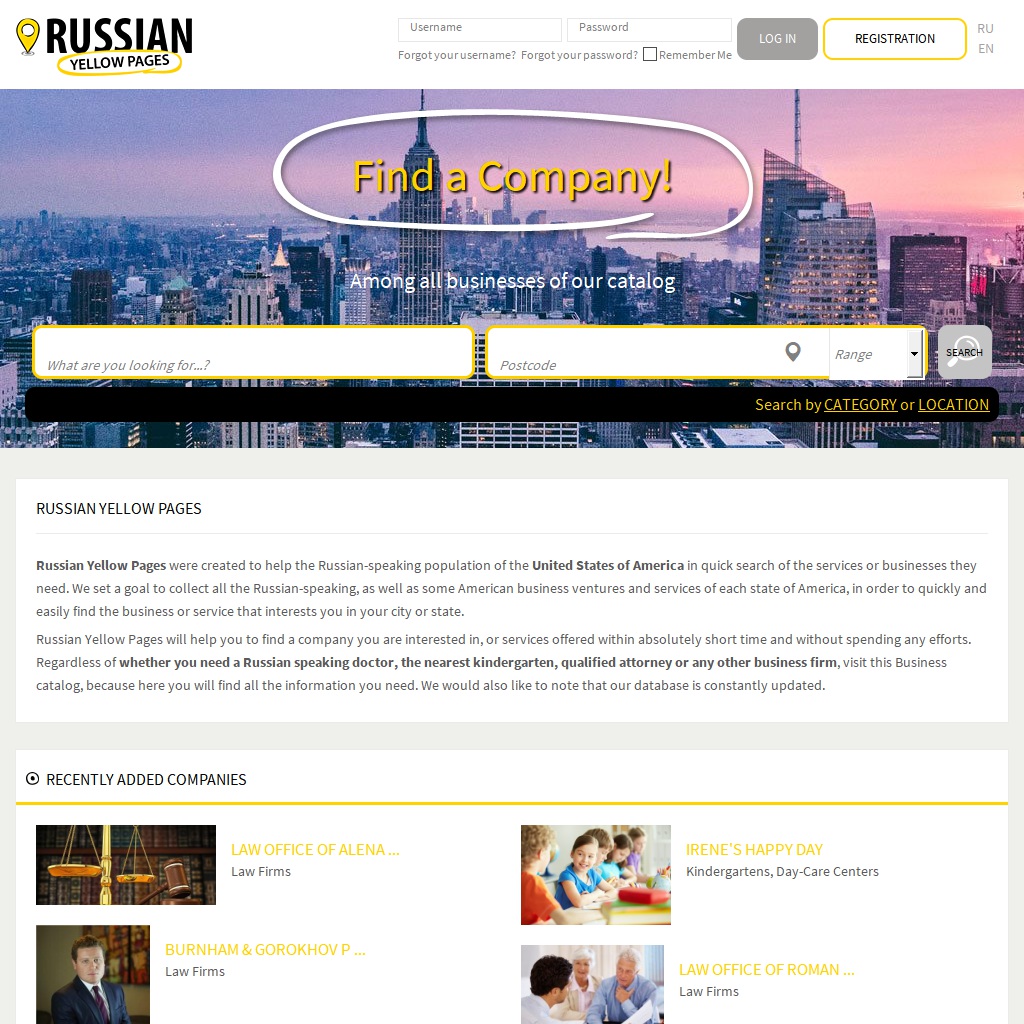 RUSSIAN
YELLOW PAGES
Username
Password
Forgot your username?
Forgot your password?
Remember Me
LOG IN
REGISTRATION
RU
EN
Find a Company!
Among all businesses of our catalog
What are you looking for...?
Postcode
Range
SEARCH
Search by CATEGORY or LOCATION
RUSSIAN YELLOW PAGES
Russian Yellow Pages were created to help the Russian-speaking population of the United States of America in quick search of the services or businesses they
need. We set a goal to collect all the Russian-speaking, as well as some American business ventures and services of each state of America, in order to quickly and
easily find the business or service that interests you in your city or state.
Russian Yellow Pages will help you to find a company you are interested in, or services offered within absolutely short time and without spending any efforts.
Regardless of whether you need a Russian speaking doctor, the nearest kindergarten, qualified attorney or any other business firm, visit this Business
catalog, because here you will find all the information you need. We would also like to note that our database is constantly updated.
RECENTLY ADDED COMPANIES
LAW OFFICE OF ALENA ...
Law Firms
IRENE'S HAPPY DAY
Kindergartens, Day-Care Centers
BURNHAM & GOROKHOV P ...
Law Firms
LAW OFFICE OF ROMAN ...
Law Firms